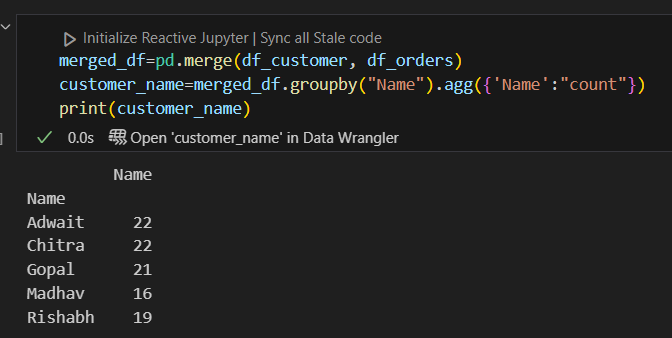 Initialize Reactive Jupyter | Sync all Stale code
merged_df=pd.merge(df_customer, df_orders)
customer_name=merged_df.groupby("Name").agg({'Name':"count"})
print(customer_name)
] ✓ 0.0s Open 'customer_name' in Data Wrangler
Name
Name
Adwait 22
Chitra 22
Gopal 21
Madhav 16
Rishabh 19